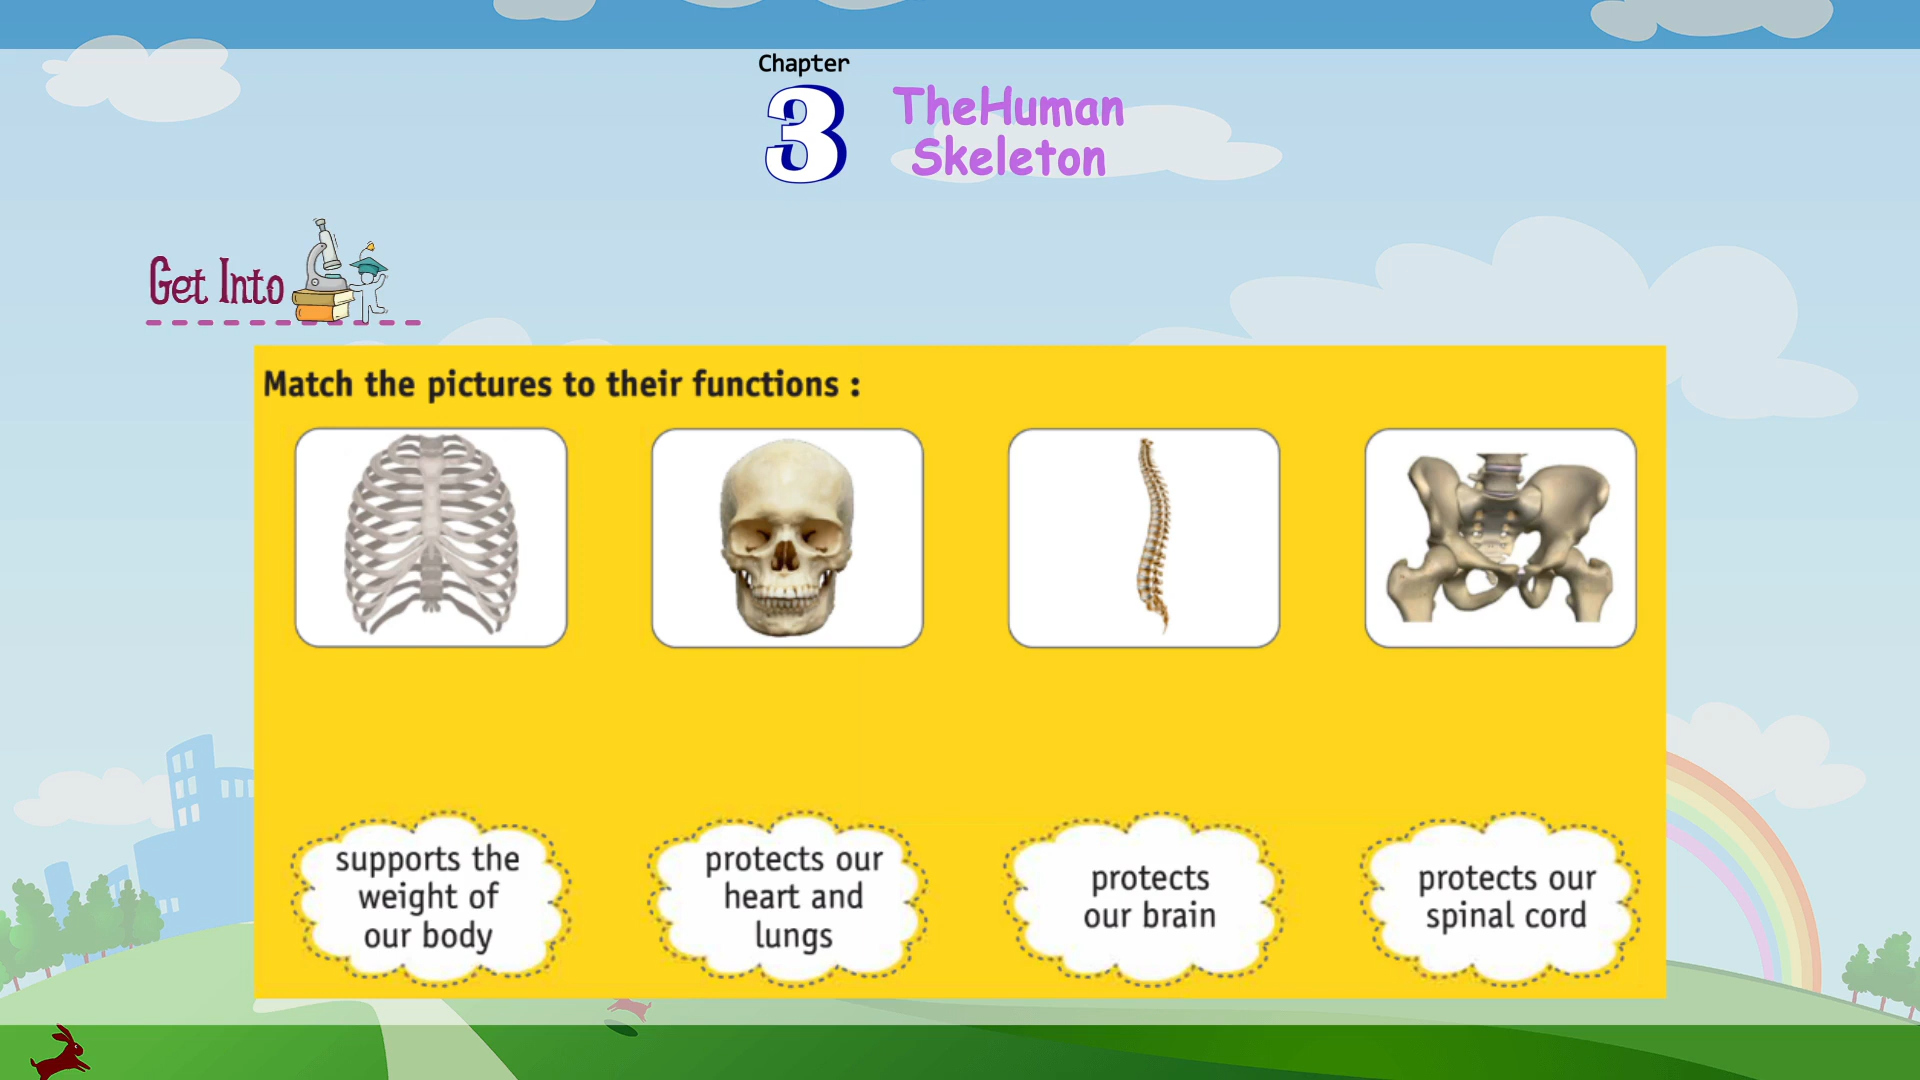 Chapter
3
TheHuman
Skeleton
Get Into
Match the pictures to their functions :
supports the
weight of
our body
protects our
heart and
lungs
protects
our brain
protects our
spinal cord